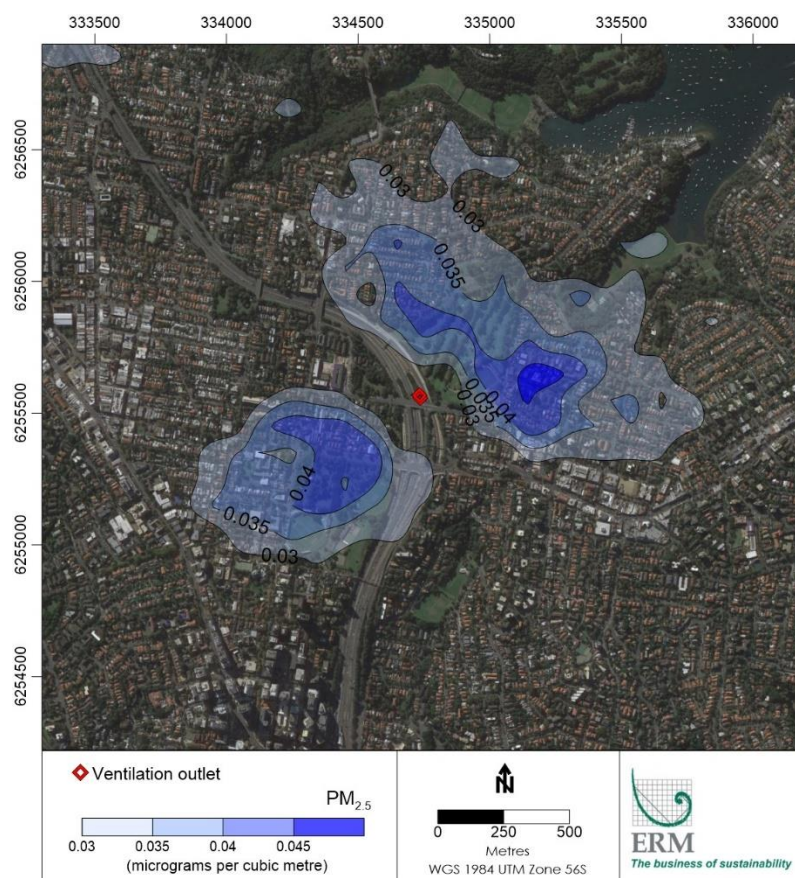 333500 334000 334500 335000 335500 336000
6256500
6256000
6255500
6255000
6254500
0.03
0.03
0.035
0.035
0.04
0.03
0.04
0.035
0.03
Ventilation outlet
PM2.5
0.03 0.035 0.04 0.045
(micrograms per cubic metre)
N
0 250 500
Metres
WGS 1984 UTM Zone 56S
ERM
The business of sustainability